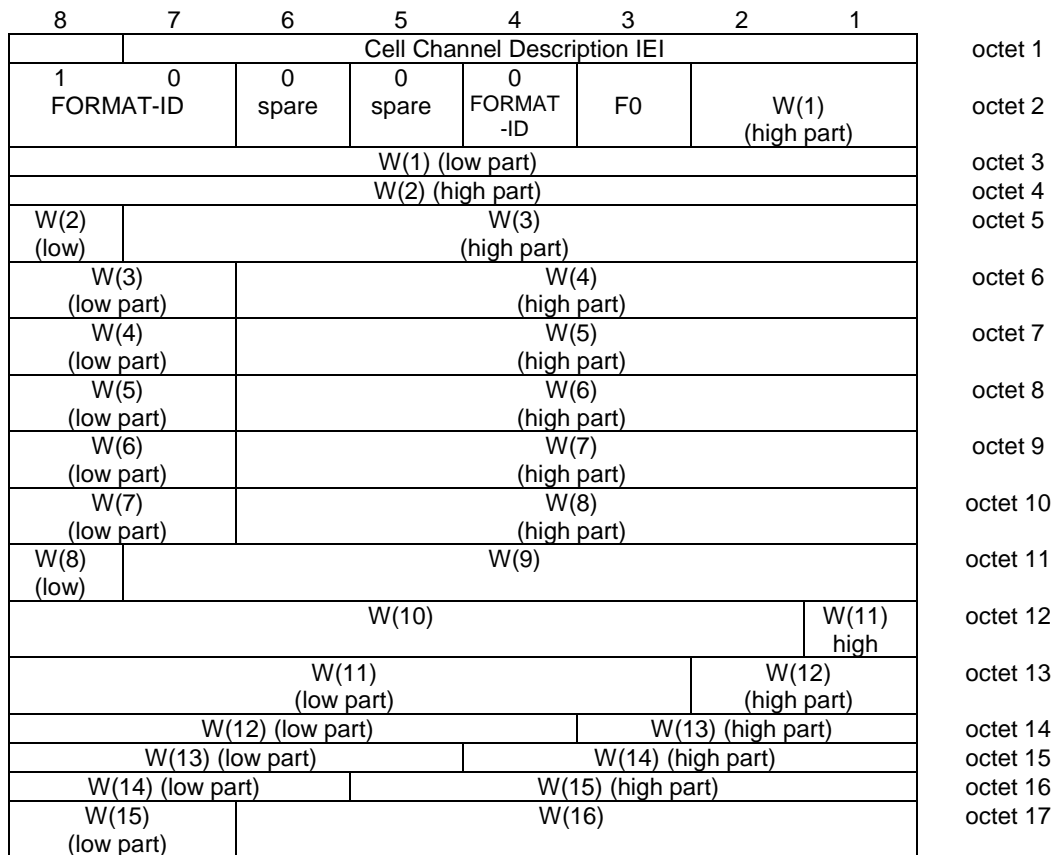 8 7 6 5 4 3 2 1
Cell Channel Description IEI octet 1
1 0 0 0 0
FORMAT-ID spare spare FORMAT F0 W(1) octet 2
-ID (high part)
W(1) (low part) octet 3
W(2) (high part) octet 4
W(2) W(3) octet 5
(low) (high part)
W(3) W(4) octet 6
(low part) (high part)
W(4) W(5) octet 7
(low part) (high part)
W(5) W(6) octet 8
(low part) (high part)
W(6) W(7) octet 9
(low part) (high part)
W(7) W(8) octet 10
(low part) (high part)
W(8) W(9) octet 11
(low)
W(10) W(11) octet 12
high
W(11) W(12) octet 13
(low part) (high part)
W(12) (low part) W(13) (high part) octet 14
W(13) (low part) W(14) (high part) octet 15
W(14) (low part) W(15) (high part) octet 16
W(15) W(16) octet 17
(low part)